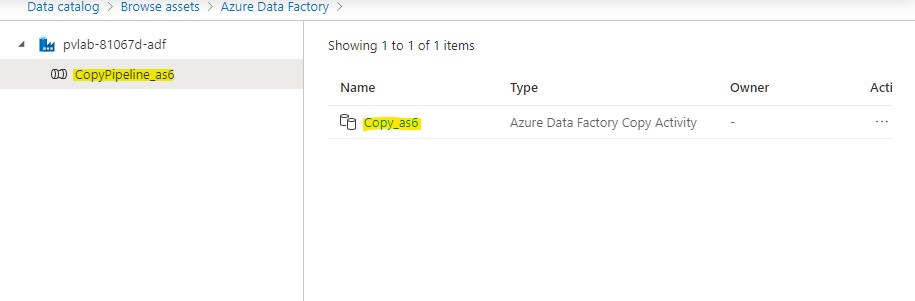 Data catalog > Browse assets > Azure Data Factory >
pvlab-81067d-adf
CopyPipeline_as6
Showing 1 to 1 of 1 items
Name Type Owner Acti
Copy_as6 Azure Data Factory Copy Activity - ...